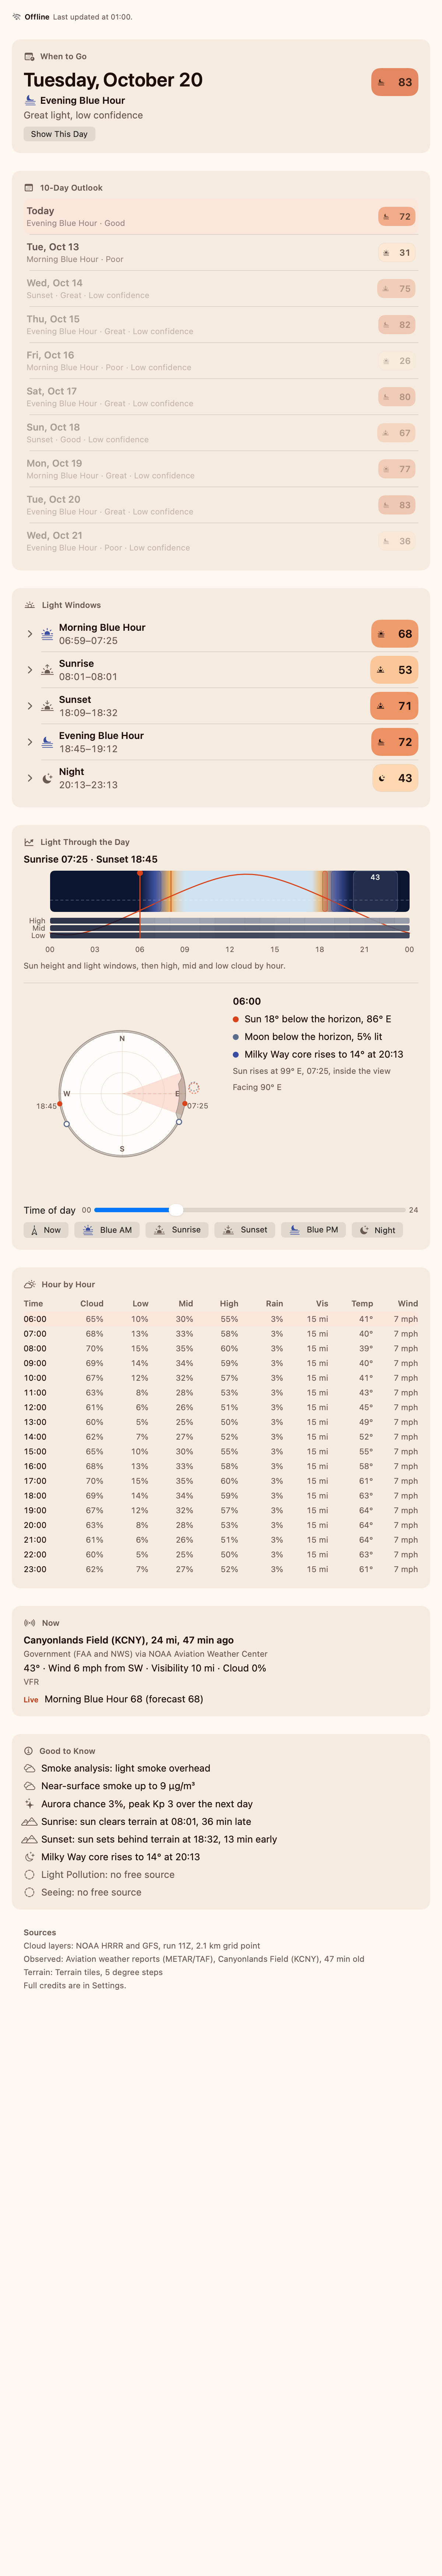 Offline Last updated at 01:00.
When to Go
Tuesday, October 20
83
Evening Blue Hour
Great light, low confidence
Show This Day
10-Day Outlook
Today
Evening Blue Hour · Good
72
Tue, Oct 13
Morning Blue Hour · Poor
31
Wed, Oct 14
Sunset · Great · Low confidence
75
Thu, Oct 15
Evening Blue Hour · Great · Low confidence
82
Fri, Oct 16
Morning Blue Hour · Poor · Low confidence
26
Sat, Oct 17
Evening Blue Hour · Great · Low confidence
80
Sun, Oct 18
Sunset · Good · Low confidence
67
Mon, Oct 19
Morning Blue Hour · Great · Low confidence
77
Tue, Oct 20
Evening Blue Hour · Great · Low confidence
83
Wed, Oct 21
Evening Blue Hour · Poor · Low confidence
36
Light Windows
Morning Blue Hour
06:59–07:25
68
Sunrise
08:01–08:01
53
Sunset
18:09–18:32
71
Evening Blue Hour
18:45–19:12
72
Night
20:13–23:13
43
Light Through the Day
Sunrise 07:25 · Sunset 18:45
43
High
Mid
Low
00 03 06 09 12 15 18 21 00
Sun height and light windows, then high, mid and low cloud by hour.
06:00
Sun 18° below the horizon, 86° E
Moon below the horizon, 5% lit
Milky Way core rises to 14° at 20:13
Sun rises at 99° E, 07:25, inside the view
Facing 90° E
N
W E
18:45 07:25
S
Time of day 00 24
Now Blue AM Sunrise Sunset Blue PM Night
Hour by Hour
Time Cloud Low Mid High Rain Vis Temp Wind
06:00 65% 10% 30% 55% 3% 15 mi 41° 7 mph
07:00 68% 13% 33% 58% 3% 15 mi 40° 7 mph
08:00 70% 15% 35% 60% 3% 15 mi 39° 7 mph
09:00 69% 14% 34% 59% 3% 15 mi 40° 7 mph
10:00 67% 12% 32% 57% 3% 15 mi 41° 7 mph
11:00 63% 8% 28% 53% 3% 15 mi 43° 7 mph
12:00 61% 6% 26% 51% 3% 15 mi 45° 7 mph
13:00 60% 5% 25% 50% 3% 15 mi 49° 7 mph
14:00 62% 7% 27% 52% 3% 15 mi 52° 7 mph
15:00 65% 10% 30% 55% 3% 15 mi 55° 7 mph
16:00 68% 13% 33% 58% 3% 15 mi 58° 7 mph
17:00 70% 15% 35% 60% 3% 15 mi 61° 7 mph
18:00 69% 14% 34% 59% 3% 15 mi 63° 7 mph
19:00 67% 12% 32% 57% 3% 15 mi 64° 7 mph
20:00 63% 8% 28% 53% 3% 15 mi 64° 7 mph
21:00 61% 6% 26% 51% 3% 15 mi 64° 7 mph
22:00 60% 5% 25% 50% 3% 15 mi 63° 7 mph
23:00 62% 7% 27% 52% 3% 15 mi 61° 7 mph
Now
Canyonlands Field (KCNY), 24 mi, 47 min ago
Government (FAA and NWS) via NOAA Aviation Weather Center
43° · Wind 6 mph from SW · Visibility 10 mi · Cloud 0%
VFR
Live Morning Blue Hour 68 (forecast 68)
Good to Know
Smoke analysis: light smoke overhead
Near-surface smoke up to 9 µg/m³
Aurora chance 3%, peak Kp 3 over the next day
Sunrise: sun clears terrain at 08:01, 36 min late
Sunset: sun sets behind terrain at 18:32, 13 min early
Milky Way core rises to 14° at 20:13
Light Pollution: no free source
Seeing: no free source
Sources
Cloud layers: NOAA HRRR and GFS, run 11Z, 2.1 km grid point
Observed: Aviation weather reports (METAR/TAF), Canyonlands Field (KCNY), 47 min old
Terrain: Terrain tiles, 5 degree steps
Full credits are in Settings.